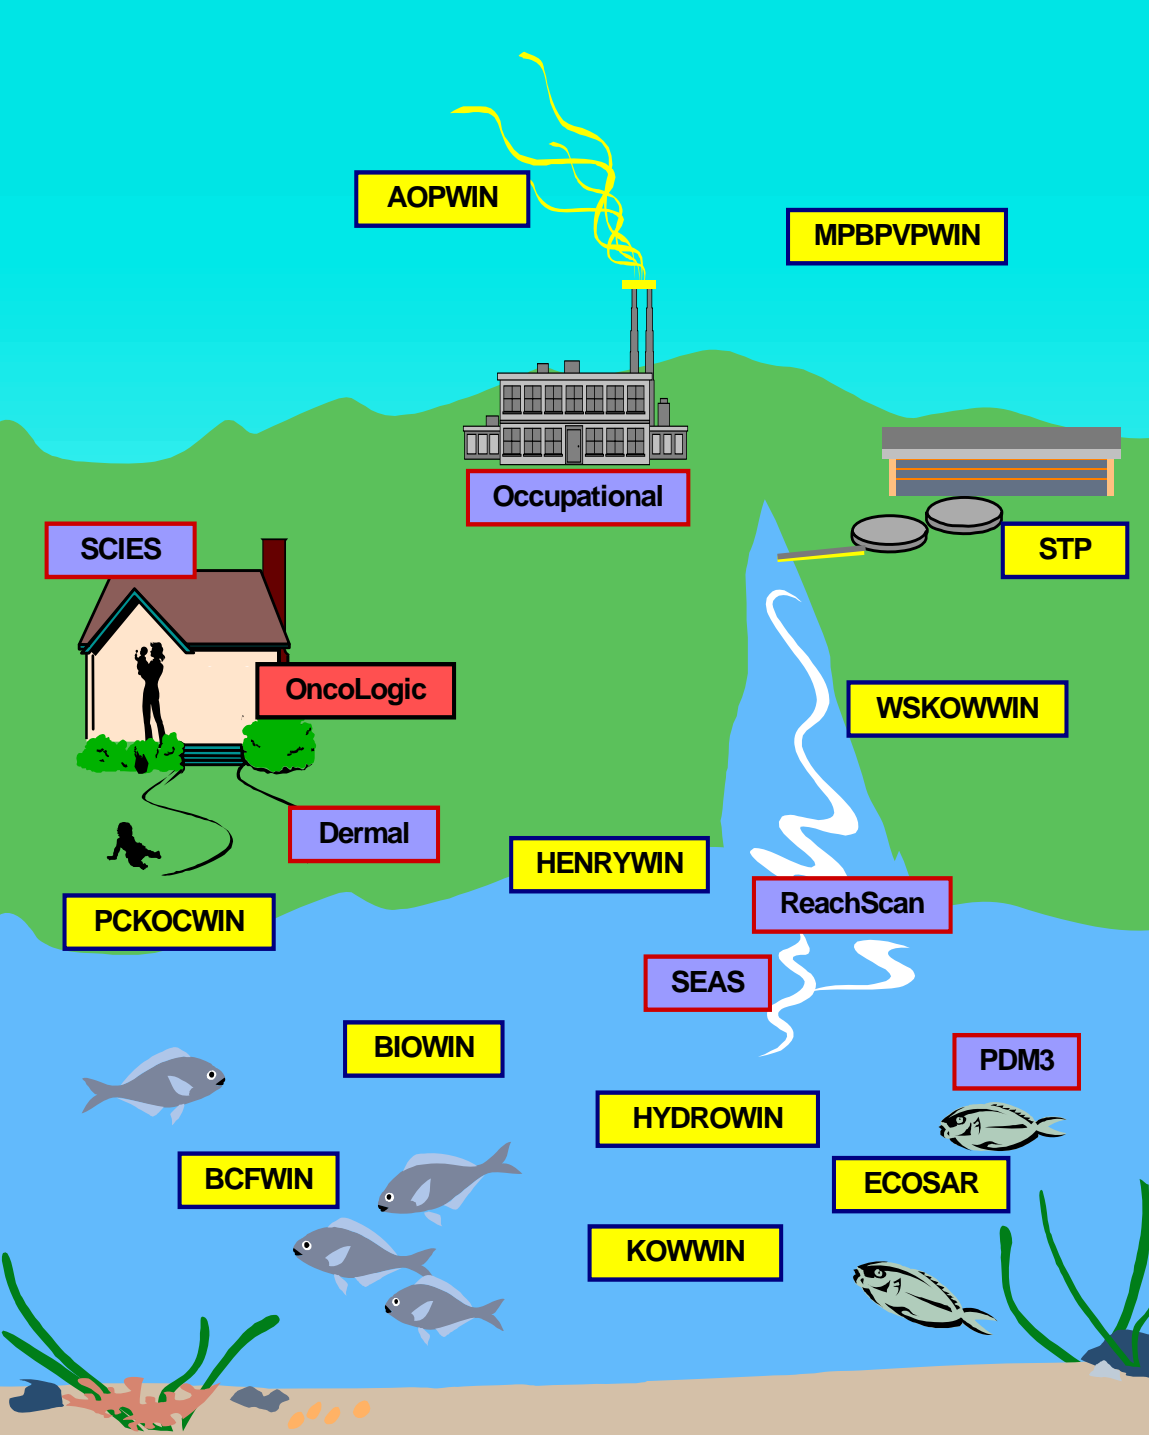 AOPWIN
MPBPVPWIN
Occupational
SCIES
STP
OncoLogic
WSKOWWIN
Dermal
HENRYWIN
ReachScan
PCKOCWIN
SEAS
BIOWIN
PDM3
HYDROWIN
BCFWIN
ECOSAR
KOWWIN